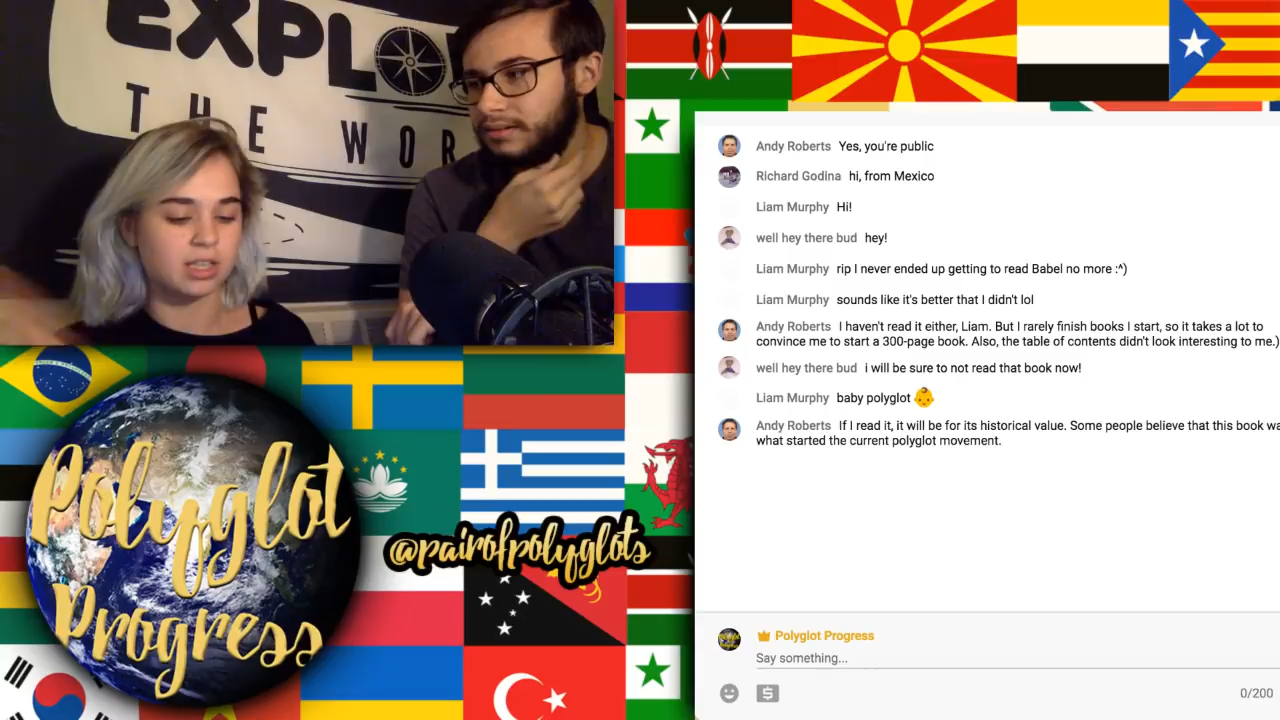 EXPLO
THE WOR
Andy Roberts Yes, you're public
Richard Godina hi, from Mexico
Liam Murphy Hi!
well hey there bud hey!
Liam Murphy rip I never ended up getting to read Babel no more :^)
Liam Murphy sounds like it's better that I didn't lol
Andy Roberts I haven't read it either, Liam. But I rarely finish books I start, so it takes a lot to
convince me to start a 300-page book. Also, the table of contents didn't look interesting to me.)
well hey there bud i will be sure to not read that book now!
Liam Murphy baby polyglot 👶
Andy Roberts If I read it, it will be for its historical value. Some people believe that this book wa
what started the current polyglot movement.
Polyglot
Progress
@pairofpolyglots
Polyglot Progress
Say something...
0/200